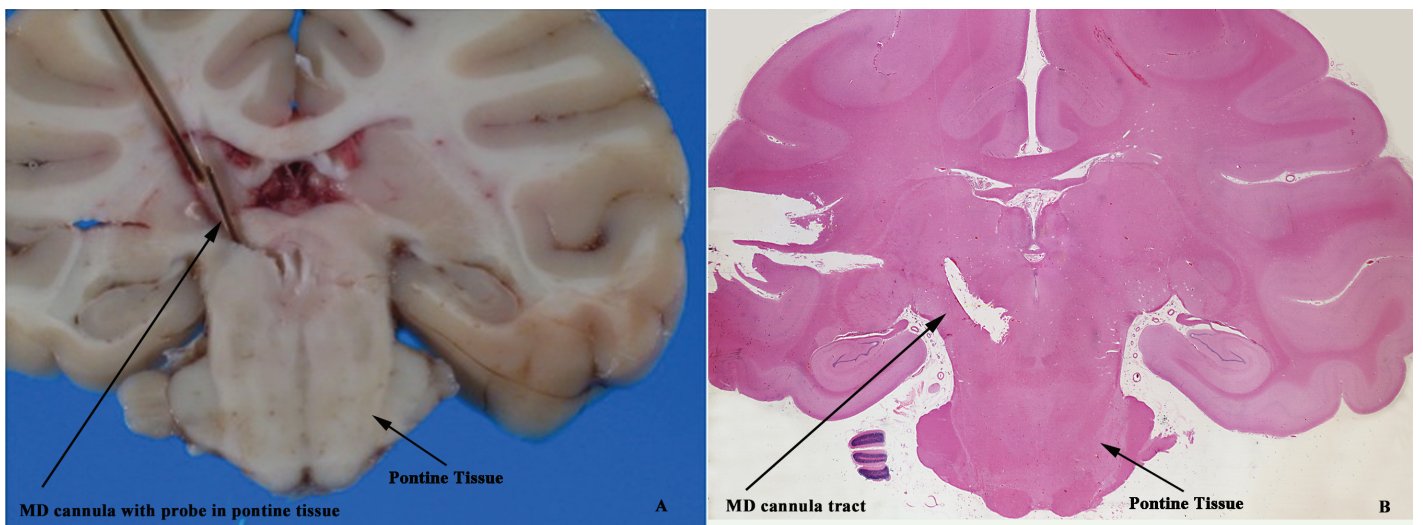 Pontine Tissue
MD cannula with probe in pontine tissue
A
MD cannula tract
Pontine Tissue
B